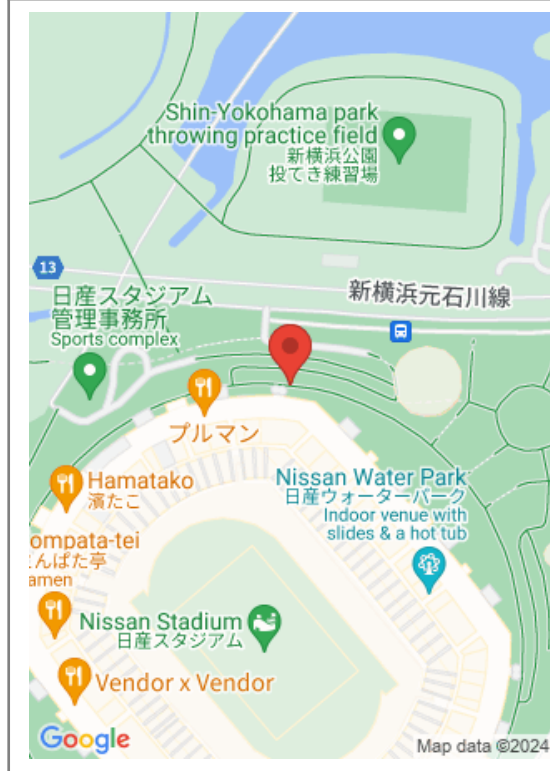 Shin-Yokohama park
throwing practice field
新横浜公園
投てき練習場
13
新横浜元石川線
日産スタジアム
管理事務所
Sports complex
プルマン
Hamatako
濱たこ
Nissan Water Park
日産ウォーターパーク
Indoor venue with
slides & a hot tub
ompata-tei
んぱた亭
amen
Nissan Stadium
日産スタジアム
Vendor x Vendor
Google
Map data ©2024